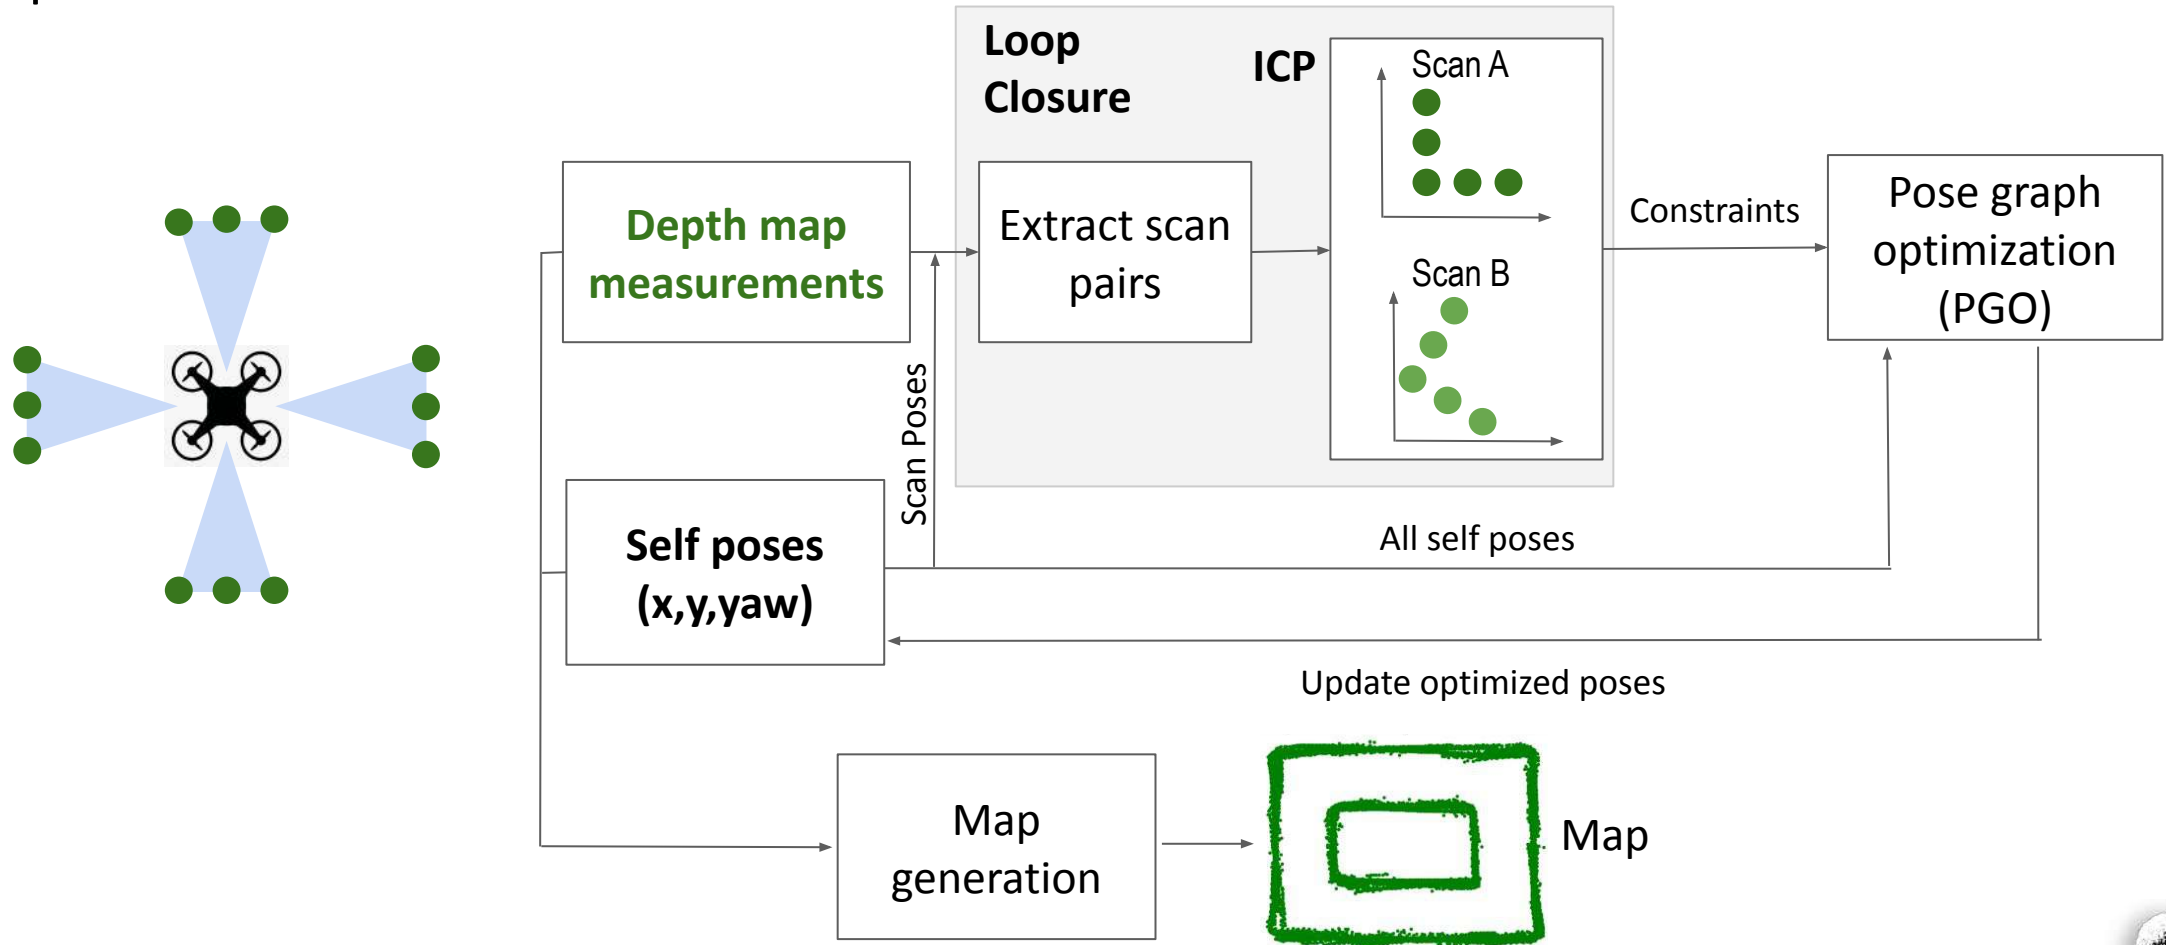 Loop
Closure
ICP
Scan A
Scan B
Depth map
measurements
Extract scan
pairs
Constraints
Pose graph
optimization
(PGO)
Scan Poses
Self poses
(x,y,yaw)
All self poses
Update optimized poses
Map
generation
Map